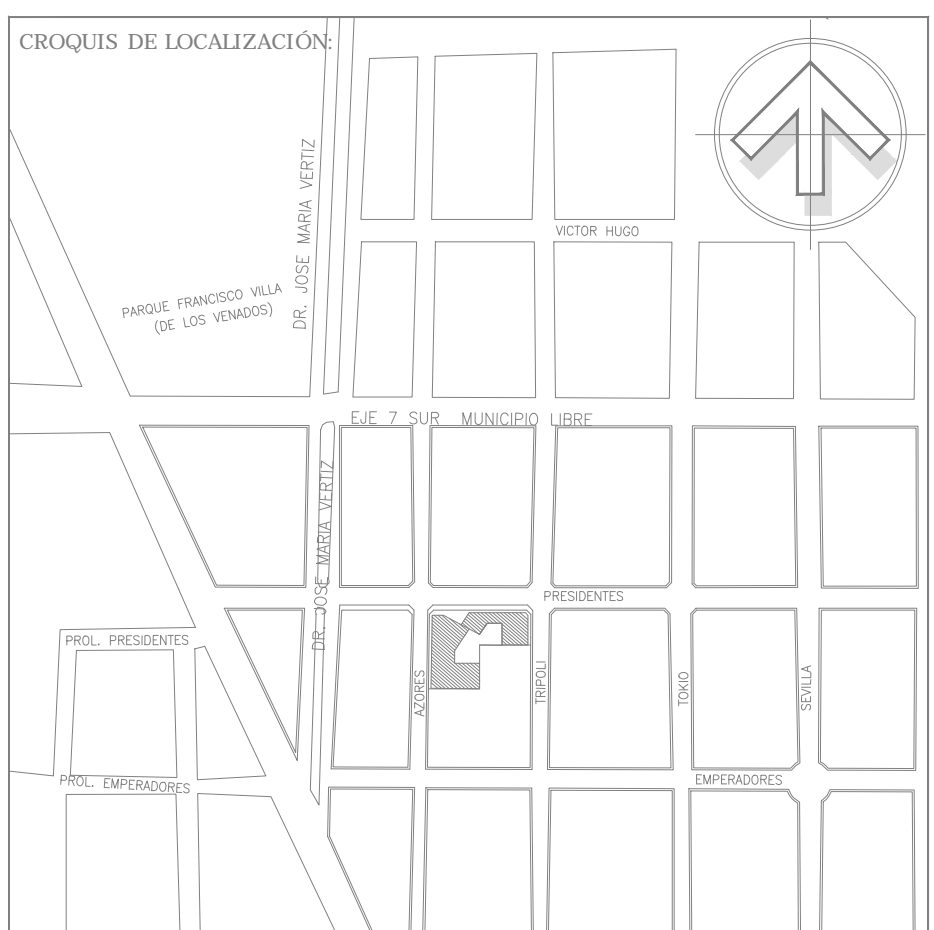 CROQUIS DE LOCALIZACIÓN:
DR. JOSE MARIA VERTIZ
VICTOR HUGO
PARQUE FRANCISCO VILLA
(DE LOS VENADOS)
EJE 7 SUR MUNICIPIO LIBRE
DR. JOSE MARIA VERTIZ
PRESIDENTES
PROL. PRESIDENTES
AZORES
TRIPOLI
TOKIO
SEVILLA
PROL. EMPERADORES
EMPERADORES